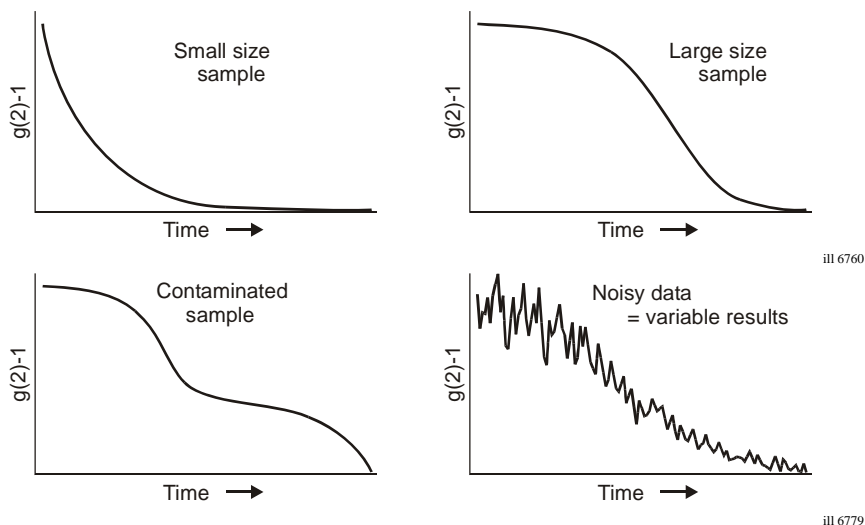 Small size
sample
g(2)-1
Time
Large size
sample
g(2)-1
Time
ill 6760
Contaminated
sample
g(2)-1
Time
Noisy data
= variable results
g(2)-1
Time
ill 6779